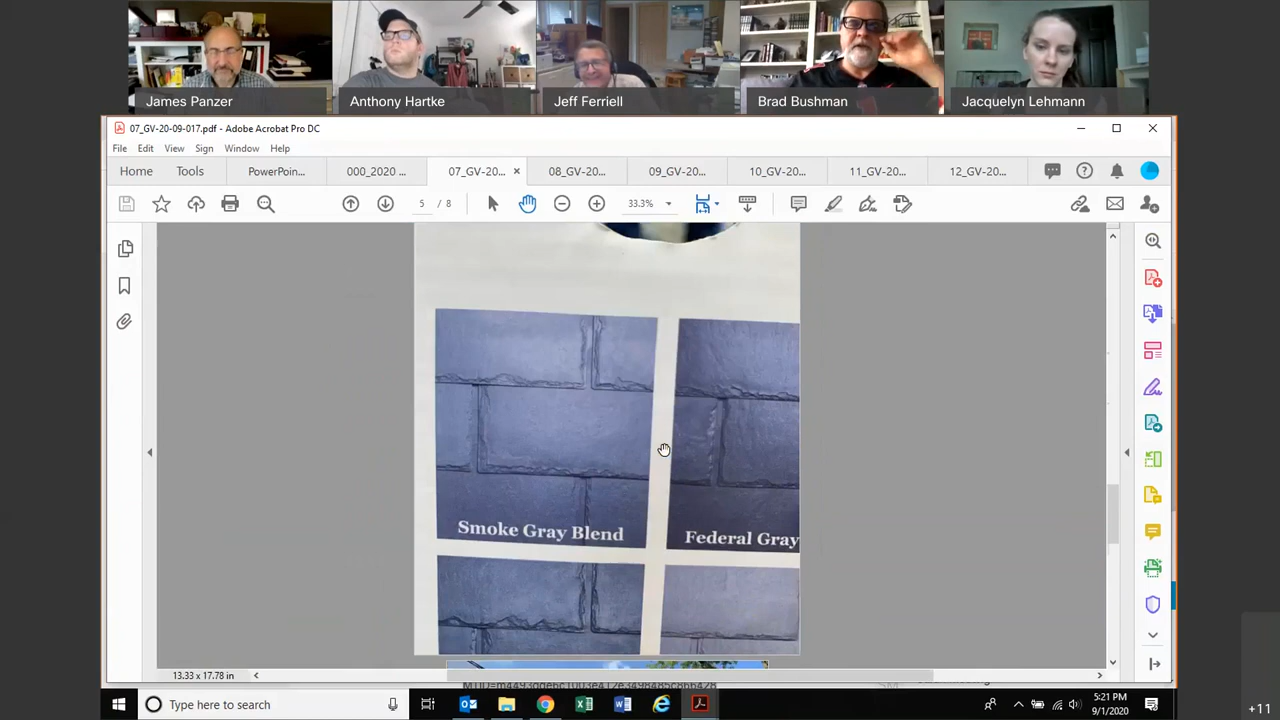 James Panzer
Anthony Hartke
Jeff Ferriell
Brad Bushman
Jacquelyn Lehmann
07_GV-20-09-017.pdf - Adobe Acrobat Pro DC
File Edit View Sign Window Help
Home Tools PowerPoin... 000_2020 ... 07_GV-20... 08_GV-20... 09_GV-20... 10_GV-20... 11_GV-20... 12_GV-20...
5 / 8 33.3%
Smoke Gray Blend
Federal Gray
13.33 x 17.78 in
Type here to search
5:21 PM
9/1/2020
+11